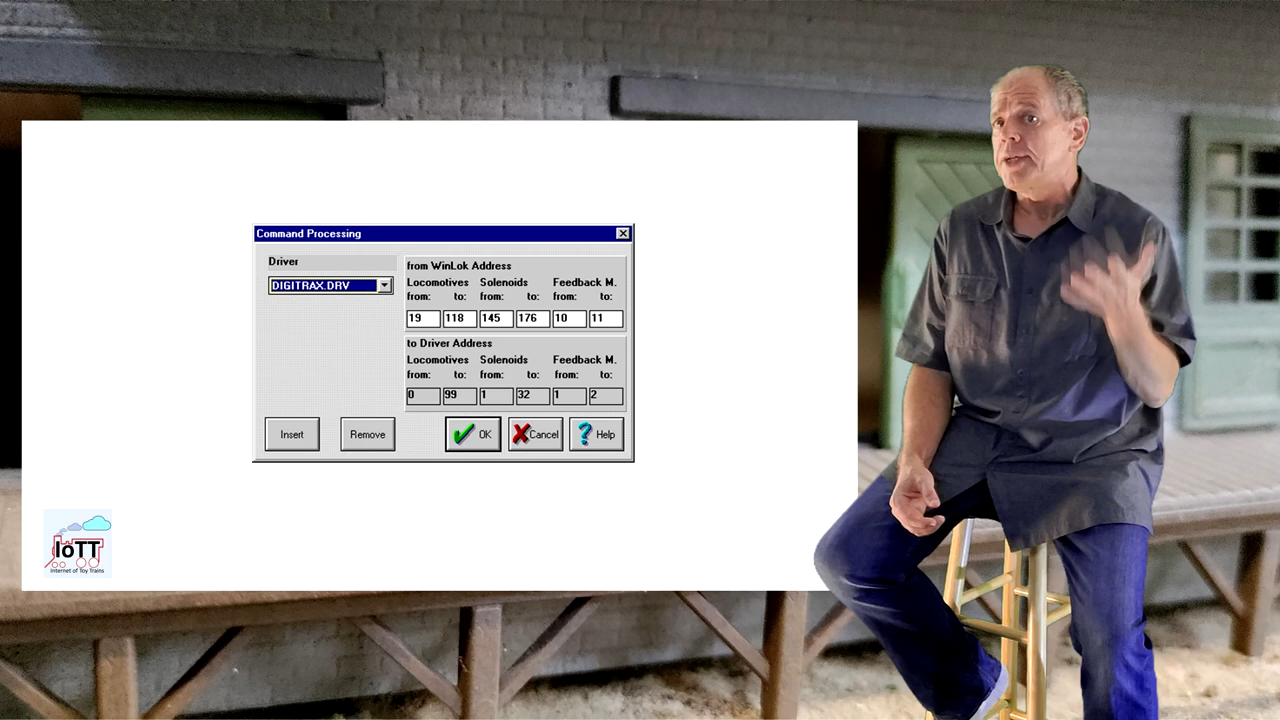 Command Processing
Driver
DIGITRAX.DRV
from WinLok Address
Locomotives Solenoids Feedback M.
from: to: from: to: from: to:
19 118 145 176 10 11
to Driver Address
Locomotives Solenoids Feedback M.
from: to: from: to: from: to:
0 99 1 32 1 2
Insert Remove OK Cancel Help
IoTT
Internet of Toy Trains